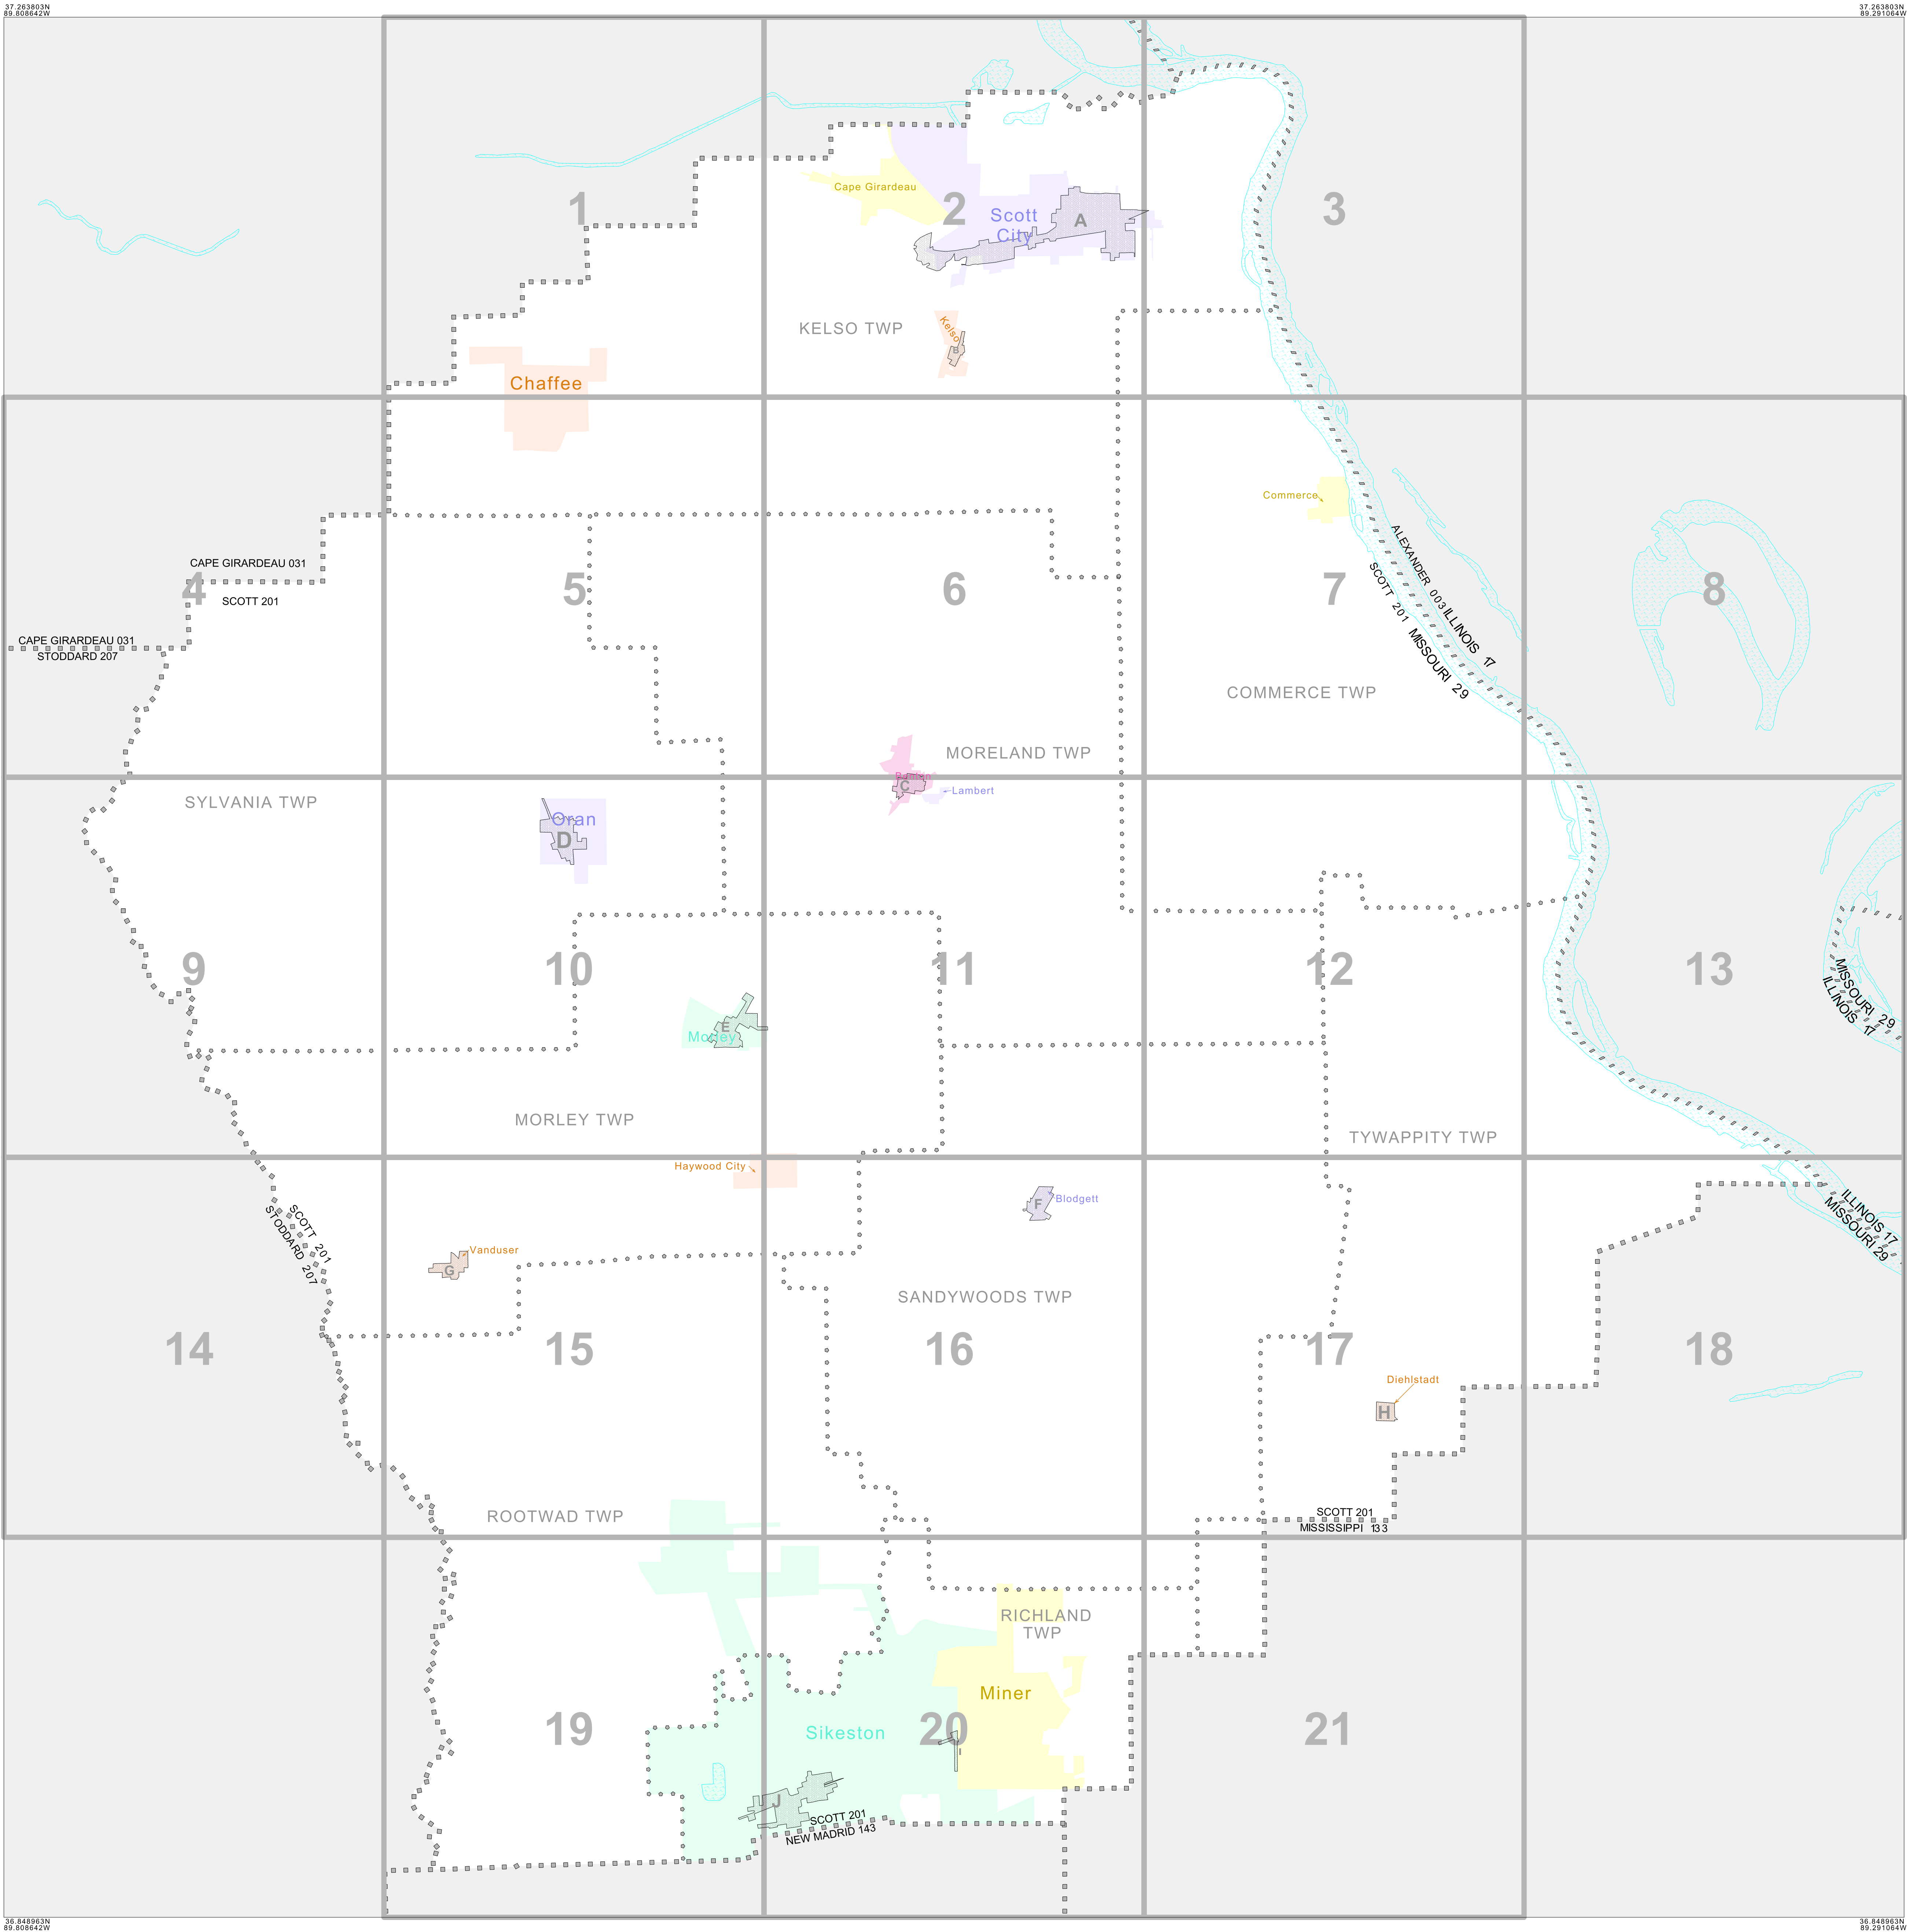 37.263803N
89.808642W
37.263803N
89.291064W
1
2
3
Cape Girardeau
Scott
City
A
KELSO TWP
Kelso
B
Chaffee
Commerce
CAPE GIRARDEAU 031
SCOTT 201
4
5
6
7
8
ALEXANDER 003
ILLINOIS 17
SCOTT 201
MISSOURI 29
CAPE GIRARDEAU 031
STODDARD 207
COMMERCE TWP
MORELAND TWP
C
Lambert
SYLVANIA TWP
Oran
D
9
10
11
12
13
MISSOURI 29
ILLINOIS 17
E
Morley
MORLEY TWP
TYWAPPITY TWP
Haywood City
F
Blodgett
SCOTT 201
STODDARD 207
ILLINOIS 17
MISSOURI 29
Vanduser
G
SANDYWOODS TWP
14
15
16
17
18
Diehlstadt
H
ROOTWAD TWP
SCOTT 201
MISSISSIPPI 133
RICHLAND
TWP
Miner
19
Sikeston
20
21
I
J
SCOTT 201
NEW MADRID 143
36.848963N
89.808642W
36.848963N
89.291064W